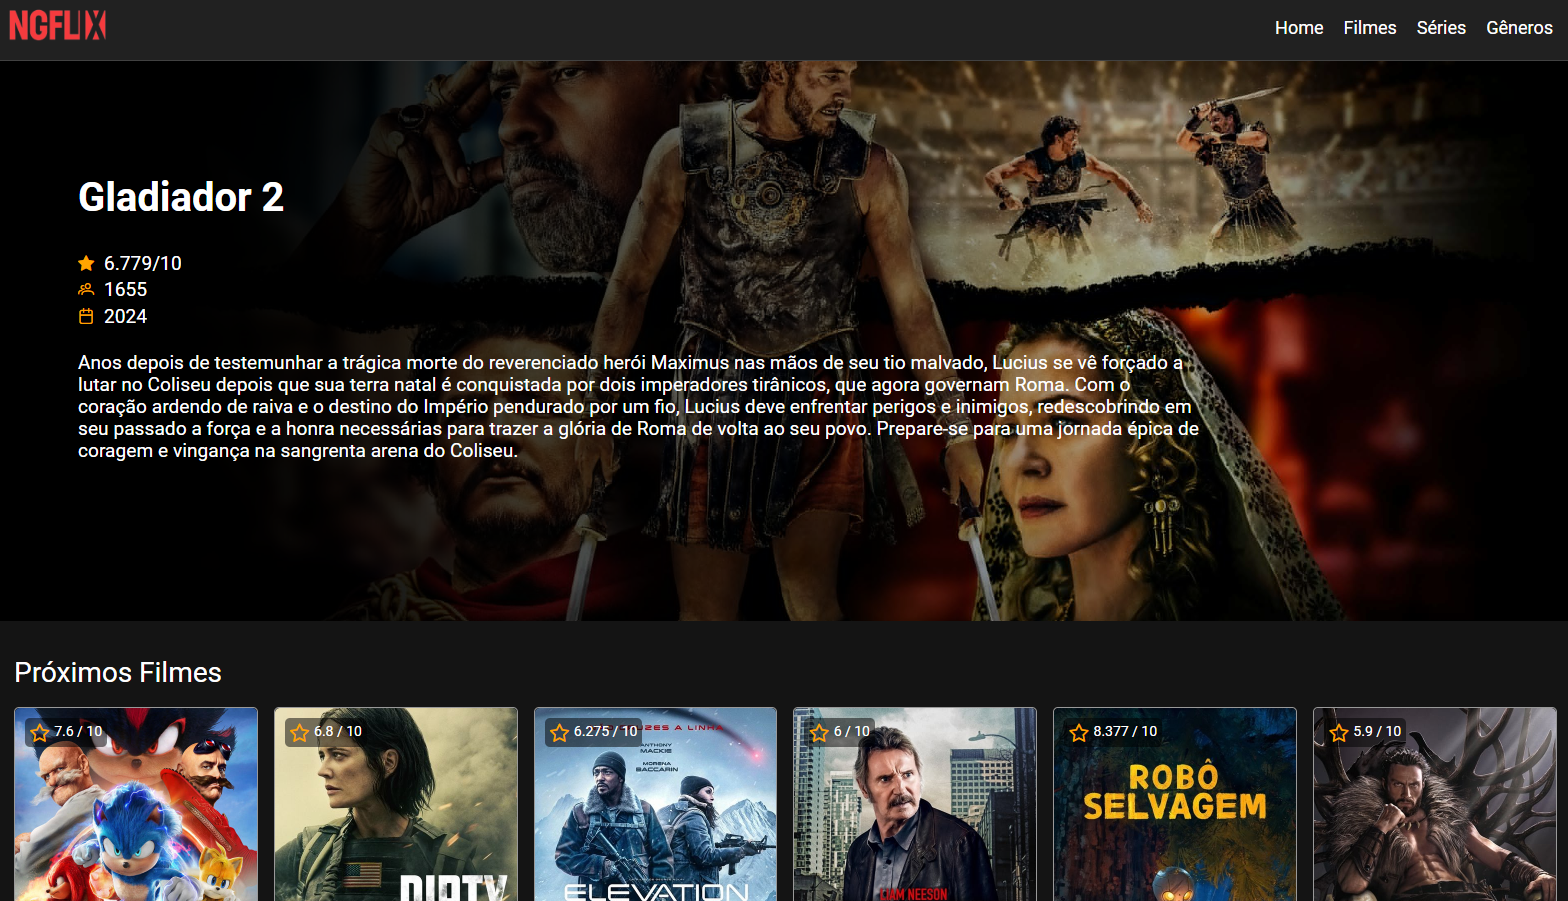 NGFLIX
Home Filmes Séries Gêneros
Gladiador 2
6.779/10
1655
2024
Anos depois de testemunhar a trágica morte do reverenciado herói Maximus nas mãos de seu tio malvado, Lucius se vê forçado a
lutar no Coliseu depois que sua terra natal é conquistada por dois imperadores tirânicos, que agora governam Roma. Com o
coração ardendo de raiva e o destino do Império pendurado por um fio, Lucius deve enfrentar perigos e inimigos, redescobrindo em
seu passado a força e a honra necessárias para trazer a glória de Roma de volta ao seu povo. Prepare-se para uma jornada épica de
coragem e vingança na sangrenta arena do Coliseu.
Próximos Filmes
7.6 / 10
6.8 / 10
DIRTY
6.275 / 10
A LINHA
ANTHONY
MACKIE
MORENA
BACCARIN
ELEVATION
6 / 10
LIAM NEESON
8.377 / 10
ROBÔ
SELVAGEM
5.9 / 10